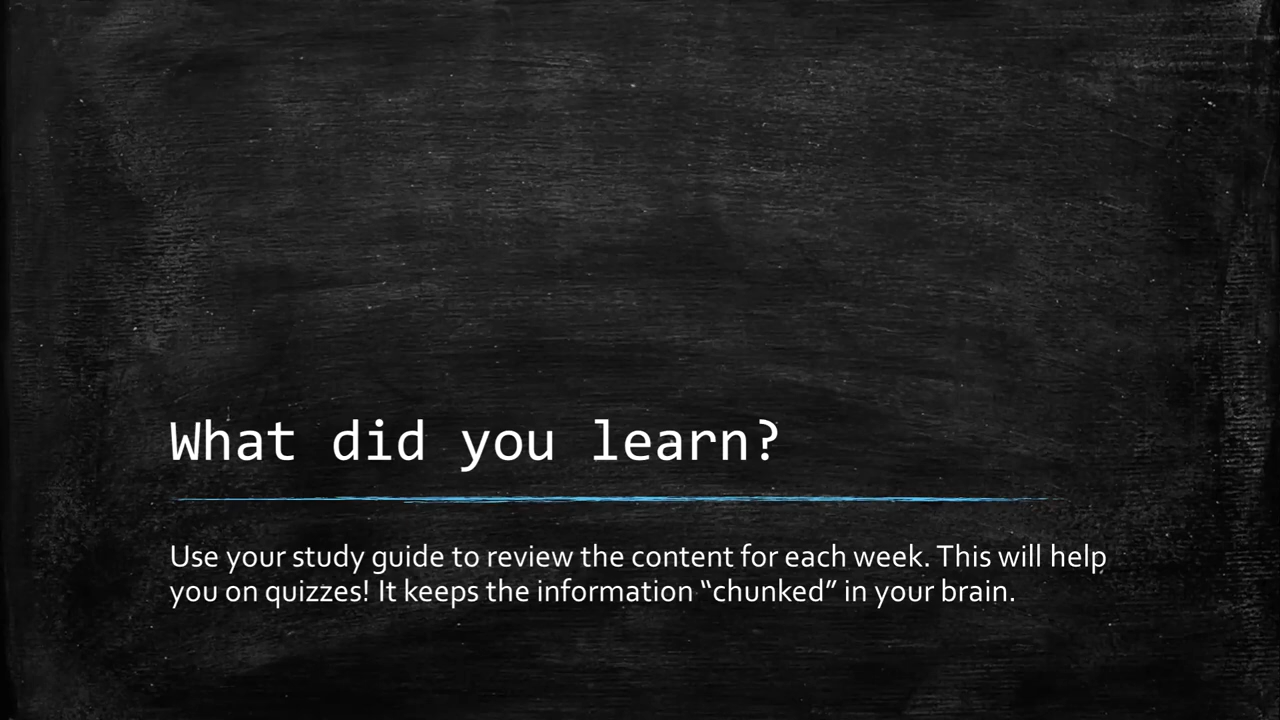 What did you learn?
Use your study guide to review the content for each week. This will help
you on quizzes! It keeps the information “chunked” in your brain.